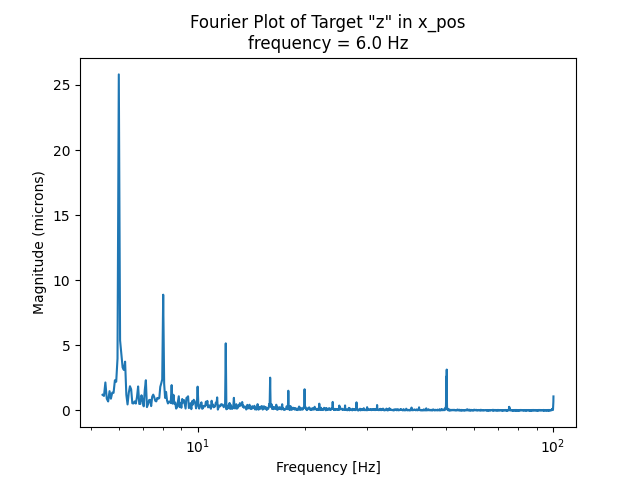 Fourier Plot of Target "z" in x_pos
frequency = 6.0 Hz
25
20
15
10
5
0
Magnitude (microns)
10¹
10²
Frequency [Hz]